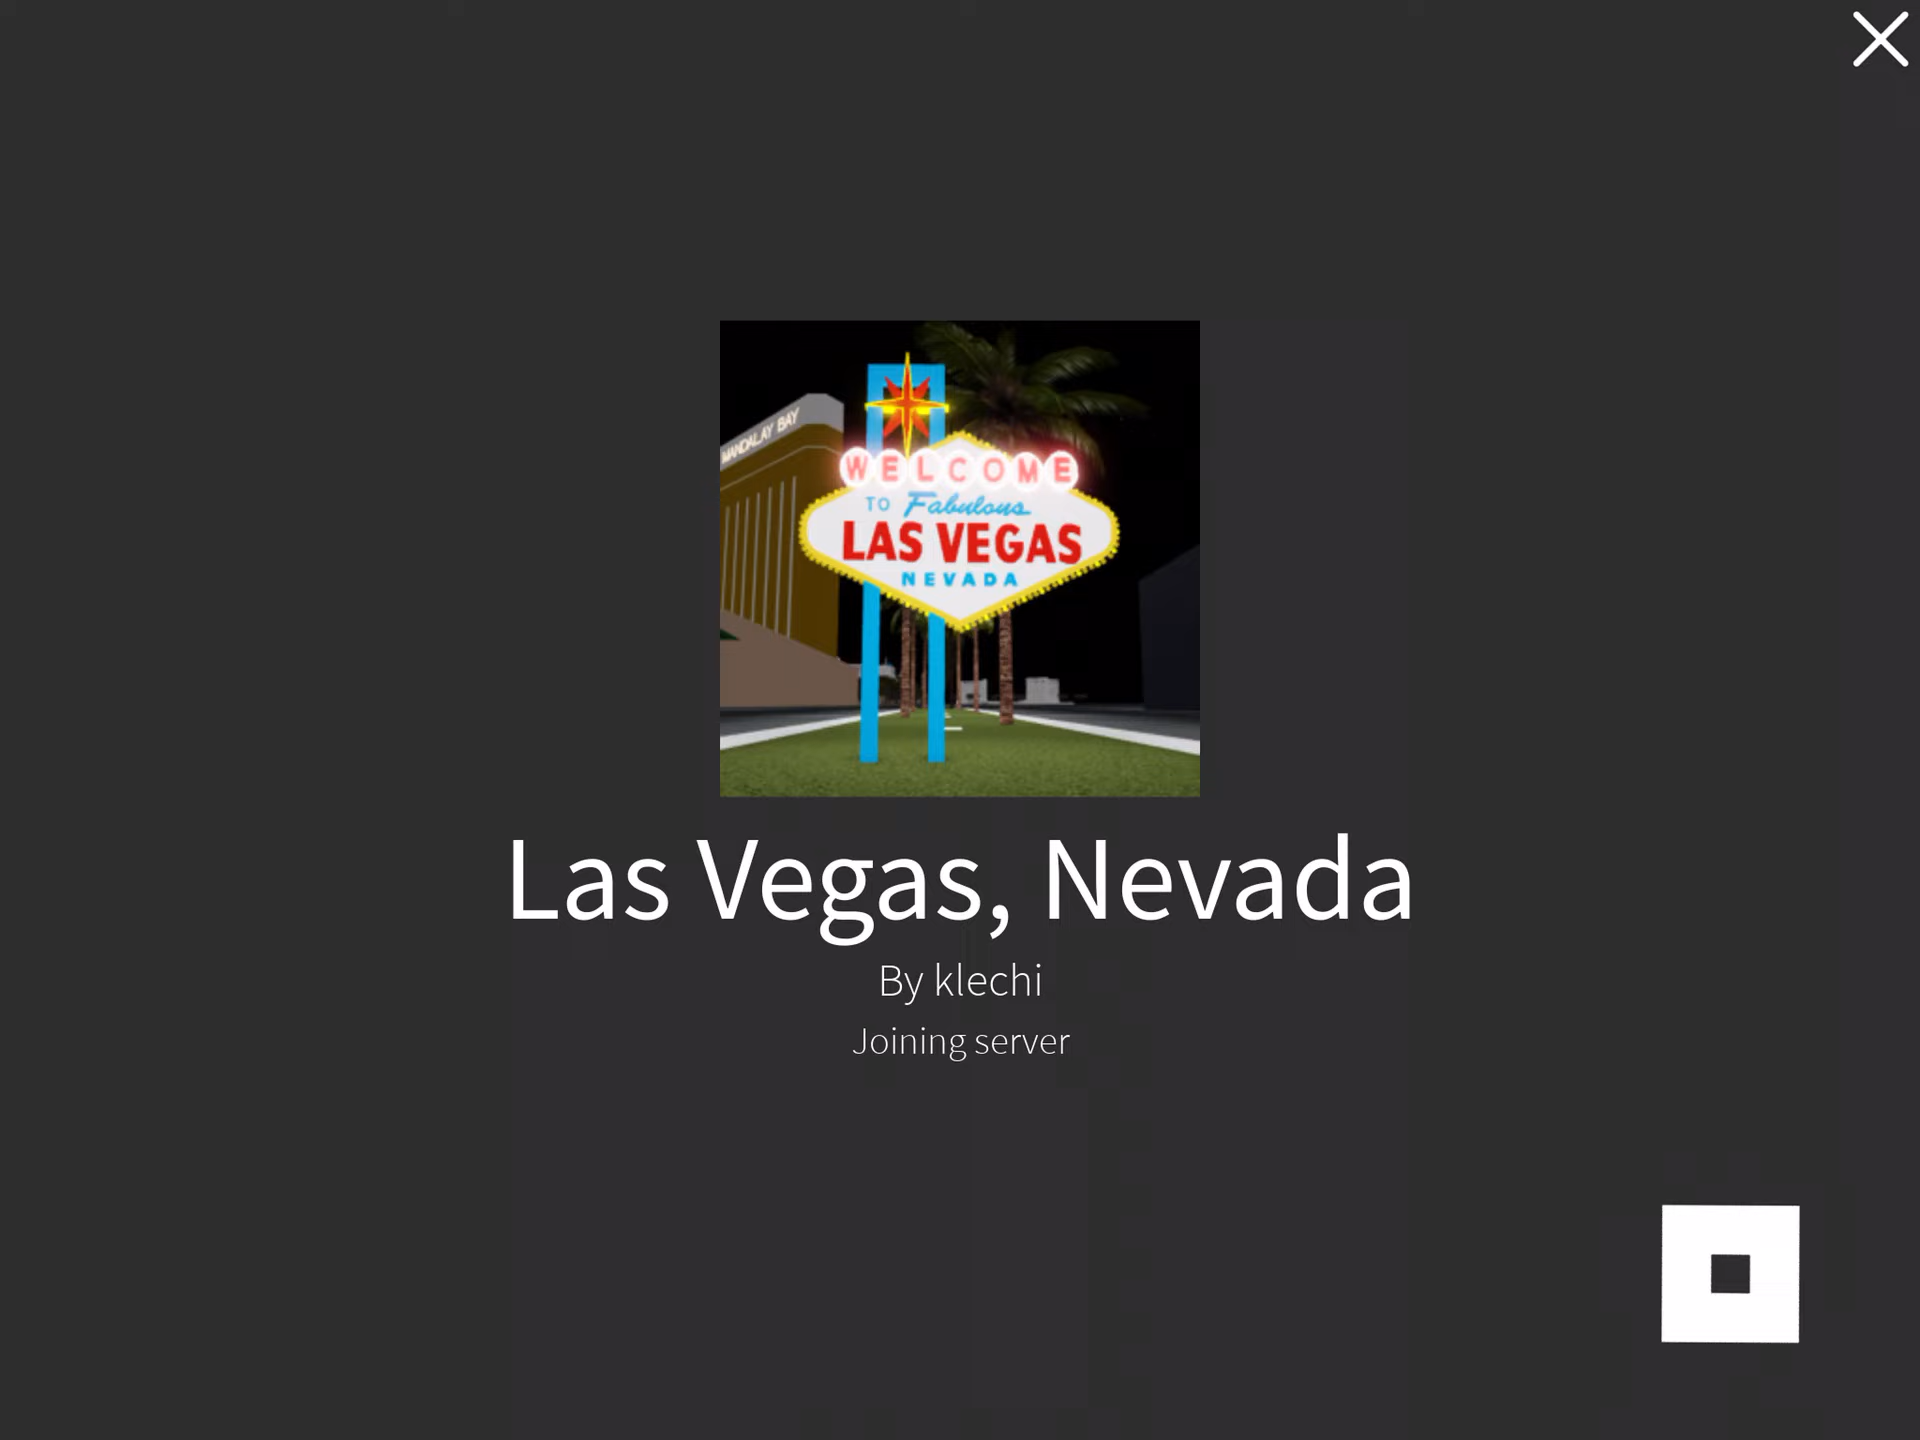 MANDALAY BAY
WELCOME
TO Fabulous
LAS VEGAS
NEVADA
Las Vegas, Nevada
By klechi
Joining server